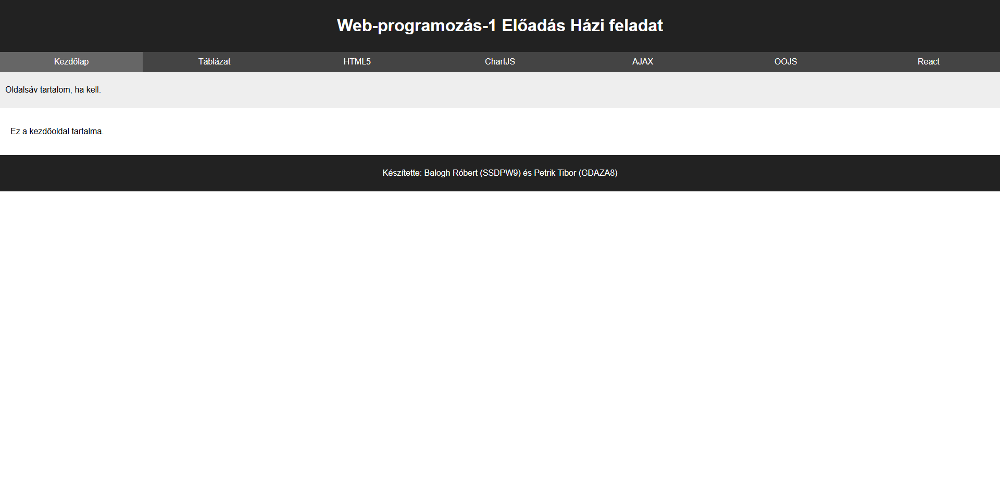 Web-programozás-1 Előadás Házi feladat
Kezdőlap Táblázat HTML5 ChartJS AJAX OOJS React
Oldalsáv tartalom, ha kell.
Ez a kezdőoldal tartalma.
Készítette: Balogh Róbert (SSDPW9) és Petrik Tibor (GDAZA8)